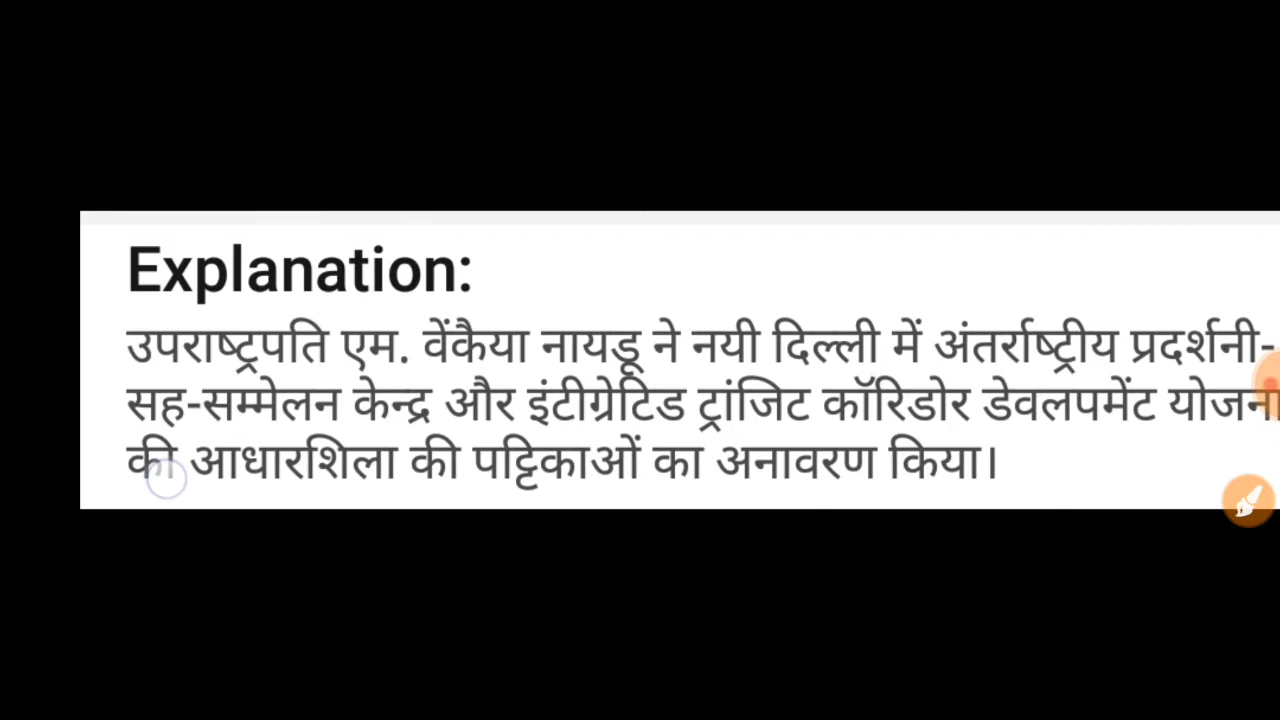 Explanation:
उपराष्ट्रपति एम. वेंकैया नायडू ने नयी दिल्ली में अंतर्राष्ट्रीय प्रदर्शनी-
सह-सम्मेलन केन्द्र और इंटीग्रेटिड ट्रांजिट कॉरिडोर डेवलपमेंट योजना
की आधारशिला की पट्टिकाओं का अनावरण किया।